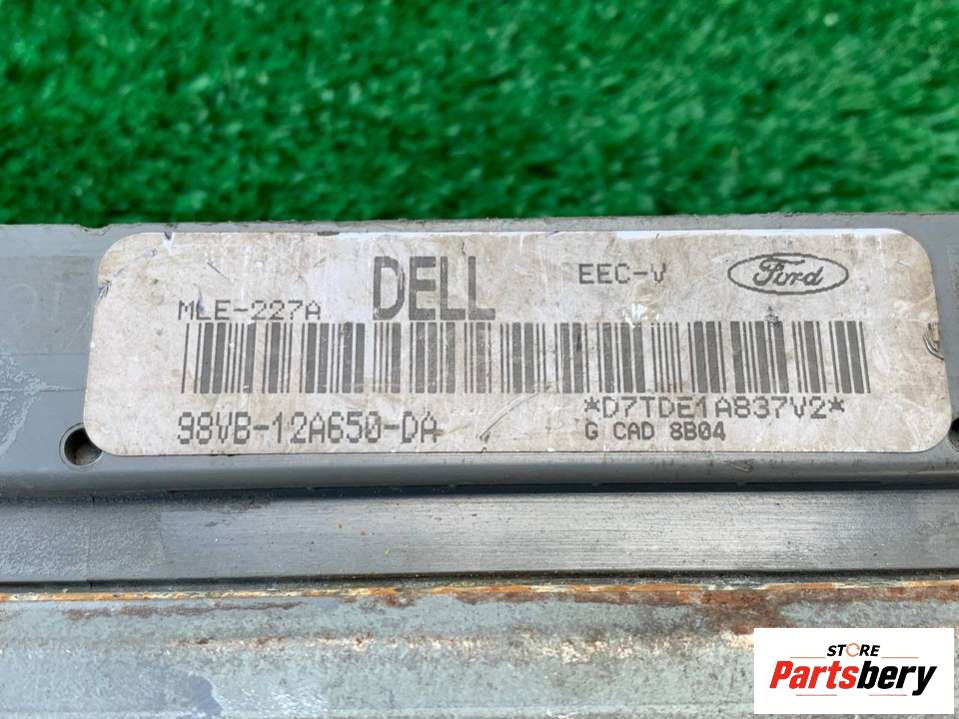 DELL EEC-V Ford
MLE-227A
98VB-12A650-DA *D7TDE1A837V2*
G CAD 8B04
STORE
Partsbery